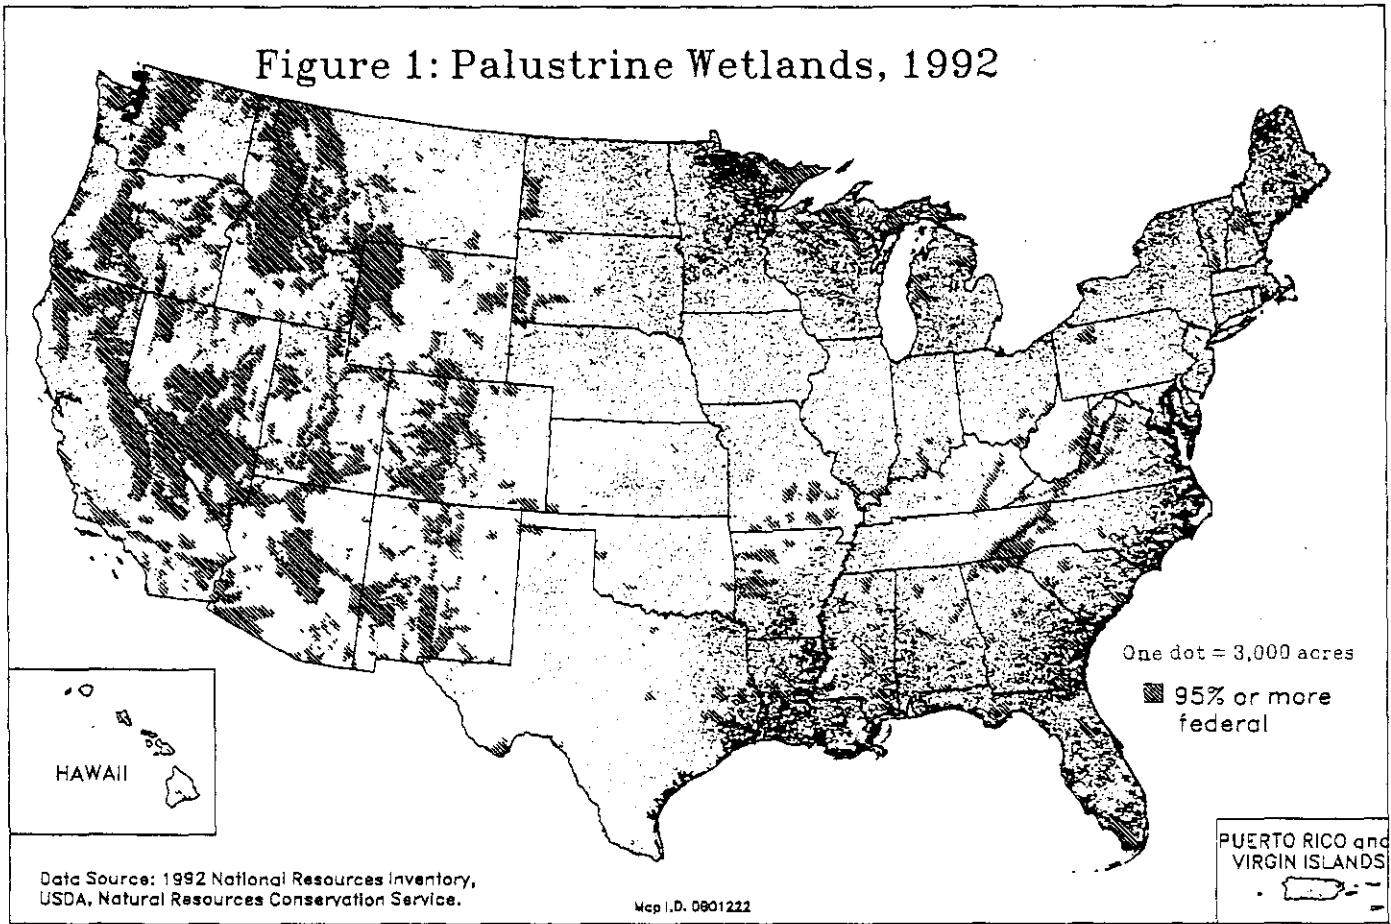 Figure 1: Palustrine Wetlands, 1992
One dot = 3,000 acres
95% or more
federal
HAWAII
PUERTO RICO and
VIRGIN ISLANDS
Data Source: 1992 National Resources Inventory,
USDA, Natural Resources Conservation Service.
Map I.D. 0801222